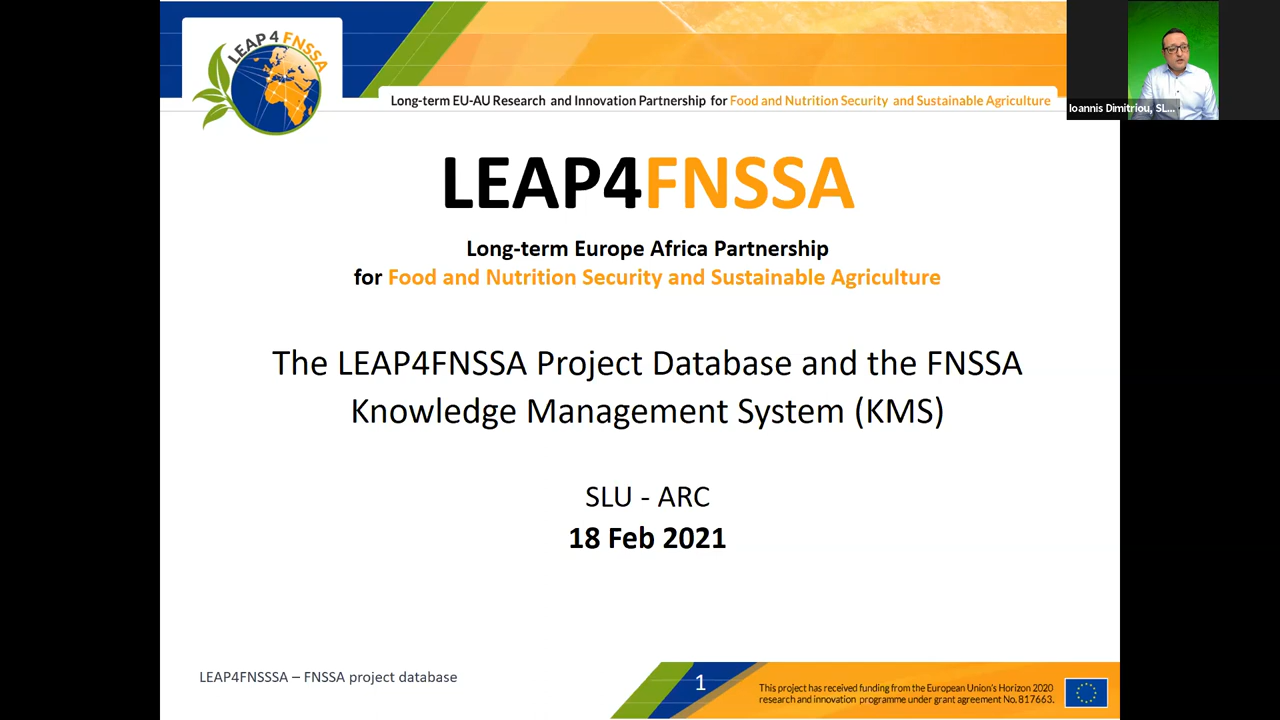 LEAP 4 FNSSA
Long-term EU-AU Research and Innovation Partnership for Food and Nutrition Security and Sustainable Agriculture
Ioannis Dimitriou, SL...
LEAP4FNSSA
Long-term Europe Africa Partnership
for Food and Nutrition Security and Sustainable Agriculture
The LEAP4FNSSA Project Database and the FNSSA
Knowledge Management System (KMS)
SLU - ARC
18 Feb 2021
LEAP4FNSSSA – FNSSA project database
1
This project has received funding from the European Union's Horizon 2020
research and innovation programme under grant agreement No. 817663.